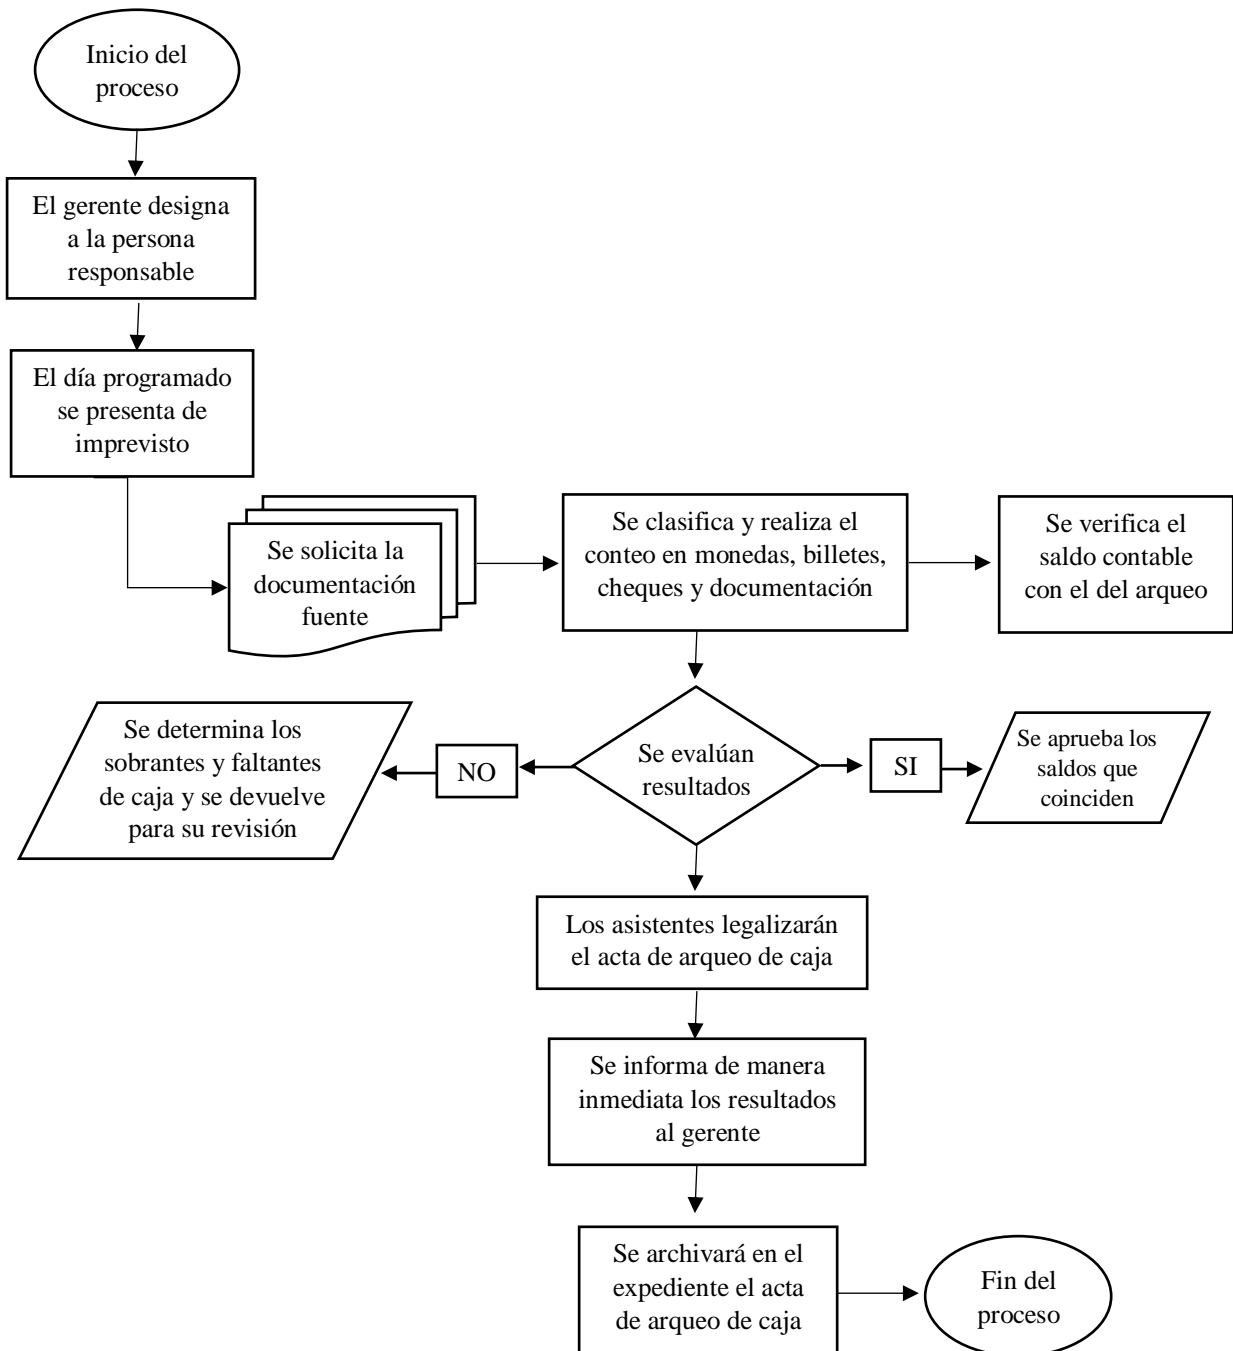 Inicio del
proceso
El gerente designa
a la persona
responsable
El día programado
se presenta de
imprevisto
Se solicita la
documentación
fuente
Se clasifica y realiza el
conteo en monedas, billetes,
cheques y documentación
Se verifica el
saldo contable
con el del arqueo
Se determina los
sobrantes y faltantes
de caja y se devuelve
para su revisión
NO
Se evalúan
resultados
SI
Se aprueba los
saldos que
coinciden
Los asistentes legalizarán
el acta de arqueo de caja
Se informa de manera
inmediata los resultados
al gerente
Se archivará en el
expediente el acta
de arqueo de caja
Fin del
proceso